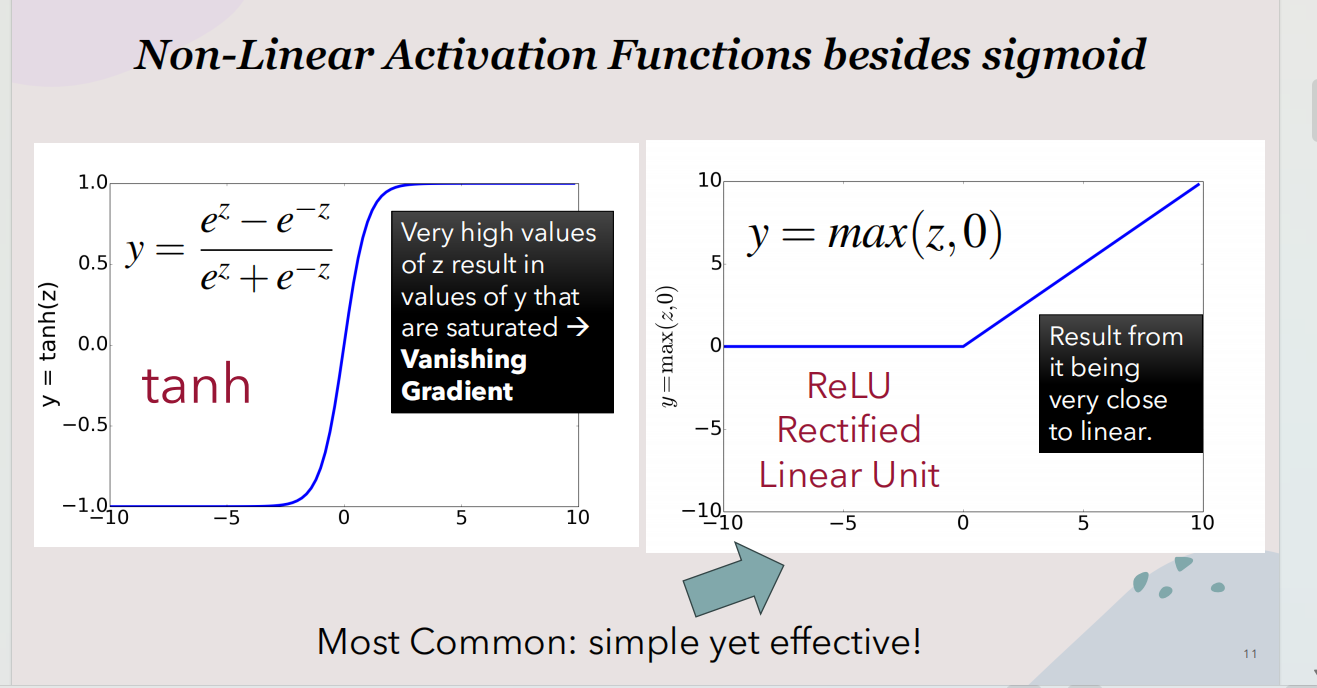 Non-Linear Activation Functions besides sigmoid
1.0
0.5
0.0
−0.5
−1.0
−10
−5
0
5
10
y = tanh(z)
y = (e^z − e^−z) / (e^z + e^−z)
tanh
Very high values
of z result in
values of y that
are saturated →
Vanishing
Gradient
10
5
0
−5
−10
−10
−5
0
5
10
y=max(z,0)
y = max(z,0)
ReLU
Rectified
Linear Unit
Result from
it being
very close
to linear.
Most Common: simple yet effective!
11